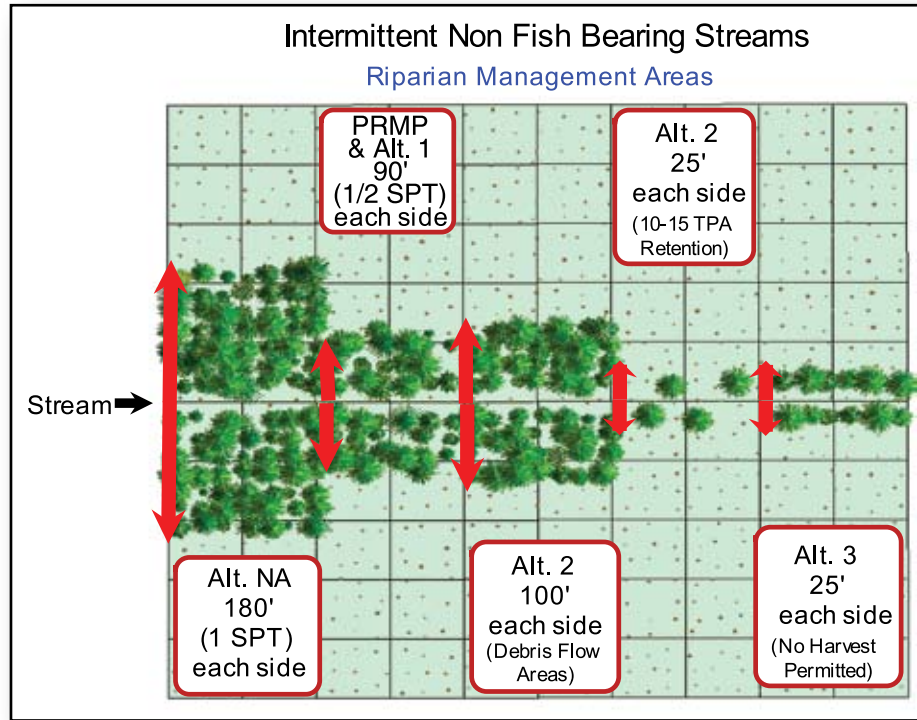 Intermittent Non Fish Bearing Streams
Riparian Management Areas
PRMP
& Alt. 1
90'
(1/2 SPT)
each side
Alt. 2
25'
each side
(10-15 TPA
Retention)
Stream
Alt. NA
180'
(1 SPT)
each side
Alt. 2
100'
each side
(Debris Flow
Areas)
Alt. 3
25'
each side
(No Harvest
Permitted)